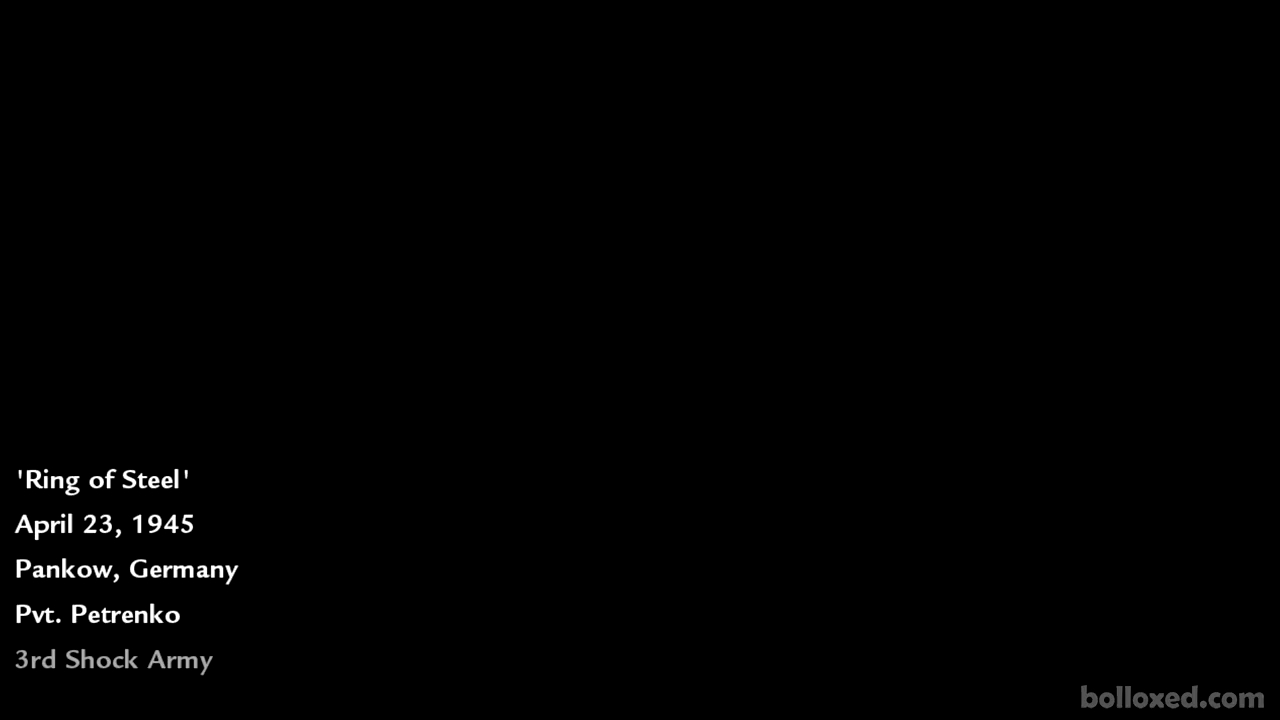 'Ring of Steel'
April 23, 1945
Pankow, Germany
Pvt. Petrenko
3rd Shock Army
bolloxed.com